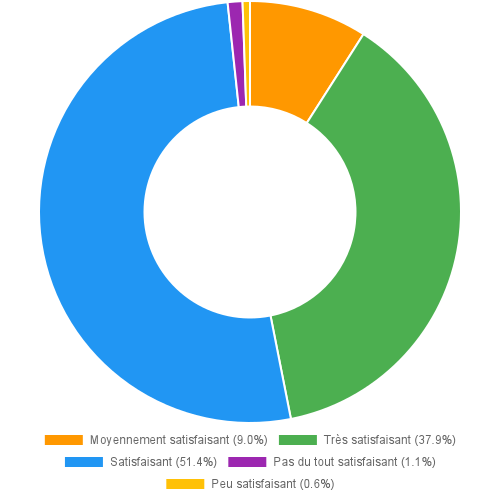 Moyennement satisfaisant (9.0%) Très satisfaisant (37.9%)
Satisfaisant (51.4%) Pas du tout satisfaisant (1.1%)
Peu satisfaisant (0.6%)